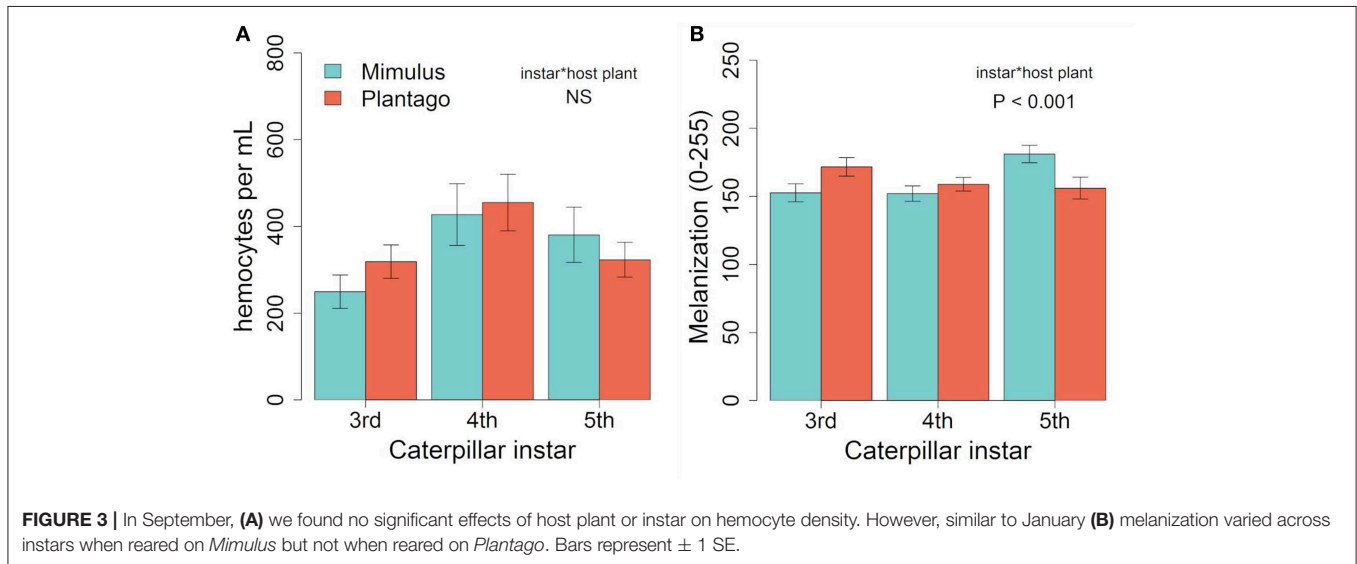 A
800
600
400
200
0
hemocytes per mL
Mimulus
Plantago
instar*host plant
NS
3rd 4th 5th
Caterpillar instar
B
250
200
150
100
50
0
Melanization (0-255)
instar*host plant
P < 0.001
3rd 4th 5th
Caterpillar instar
FIGURE 3 | In September, (A) we found no significant effects of host plant or instar on hemocyte density. However, similar to January (B) melanization varied across
instars when reared on Mimulus but not when reared on Plantago. Bars represent ± 1 SE.